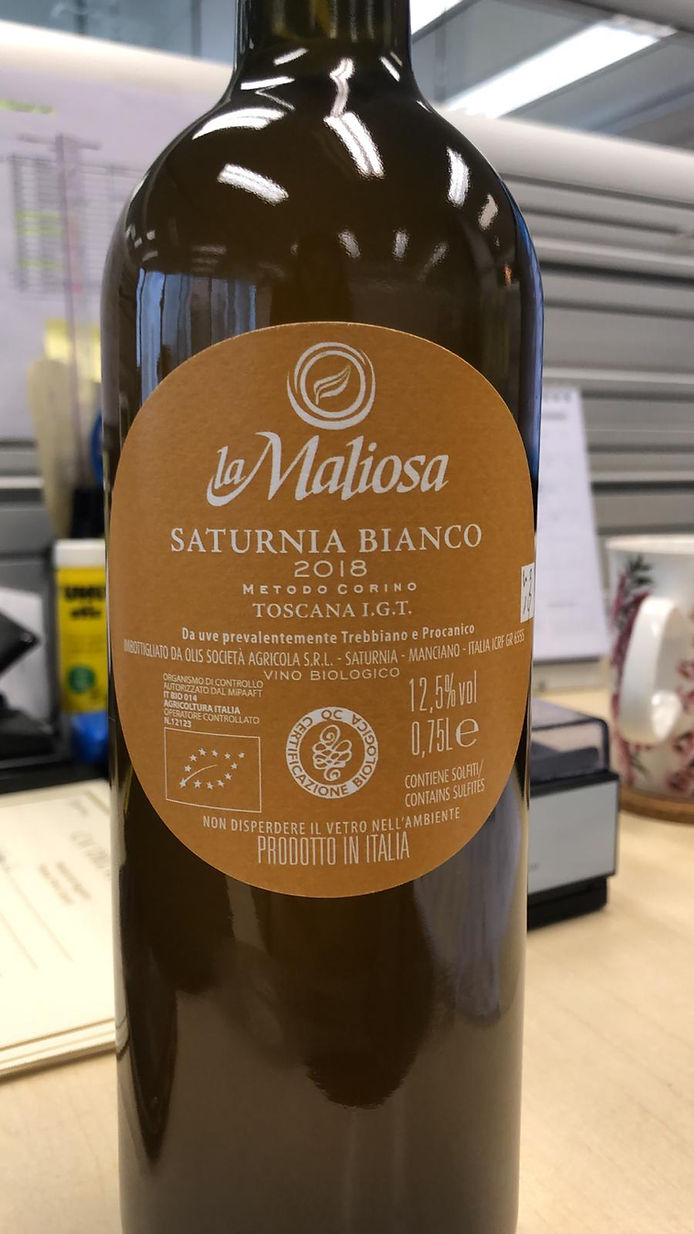 la Maliosa
SATURNIA BIANCO
2018
METODO CORINO
TOSCANA I.G.T.
Da uve prevalentemente Trebbiano e Procanico
IMBOTTIGLIATO DA OLIS SOCIETÀ AGRICOLA S.R.L. - SATURNIA - MANCIANO - ITALIA ICRF GR 6555
VINO BIOLOGICO
ORGANISMO DI CONTROLLO
AUTORIZZATO DAL MiPAAFT
IT BIO 014
AGRICOLTURA ITALIA
OPERATORE CONTROLLATO
N.12123
12,5%vol
0,75L e
CERTIFICAZIONE BIOLOGICA
CONTIENE SOLFITI/
CONTAINS SULFITES
NON DISPERDERE IL VETRO NELL'AMBIENTE
PRODOTTO IN ITALIA